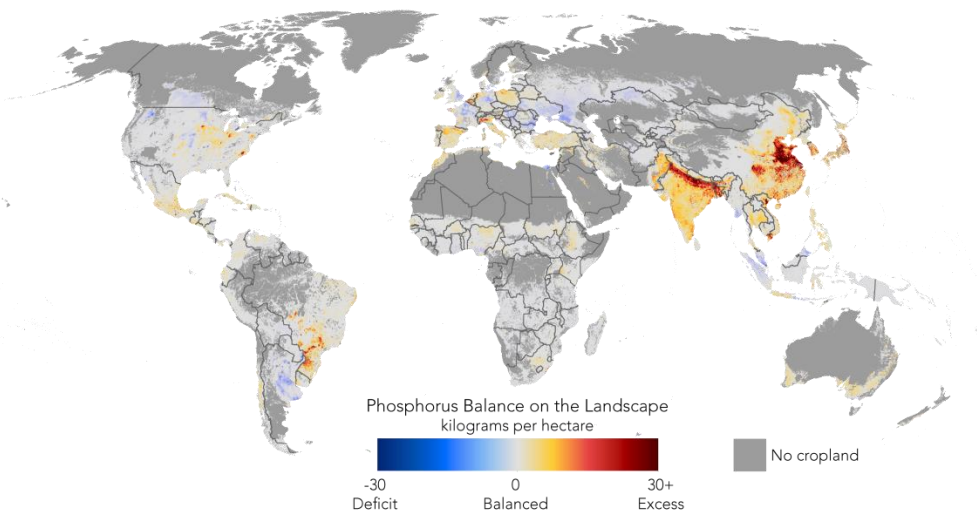 Phosphorus Balance on the Landscape
kilograms per hectare
-30 0 30+
Deficit Balanced Excess
No cropland